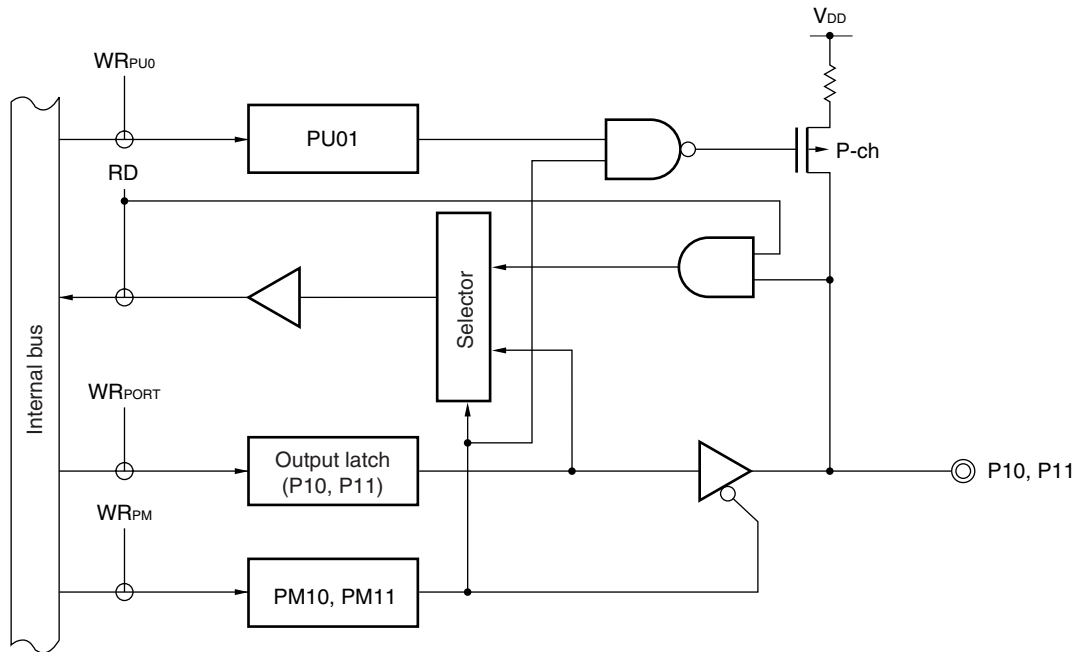 VDD
WRPU0
PU01
P-ch
RD
Selector
Internal bus
WRPORT
Output latch
(P10, P11)
P10, P11
WRPM
PM10, PM11